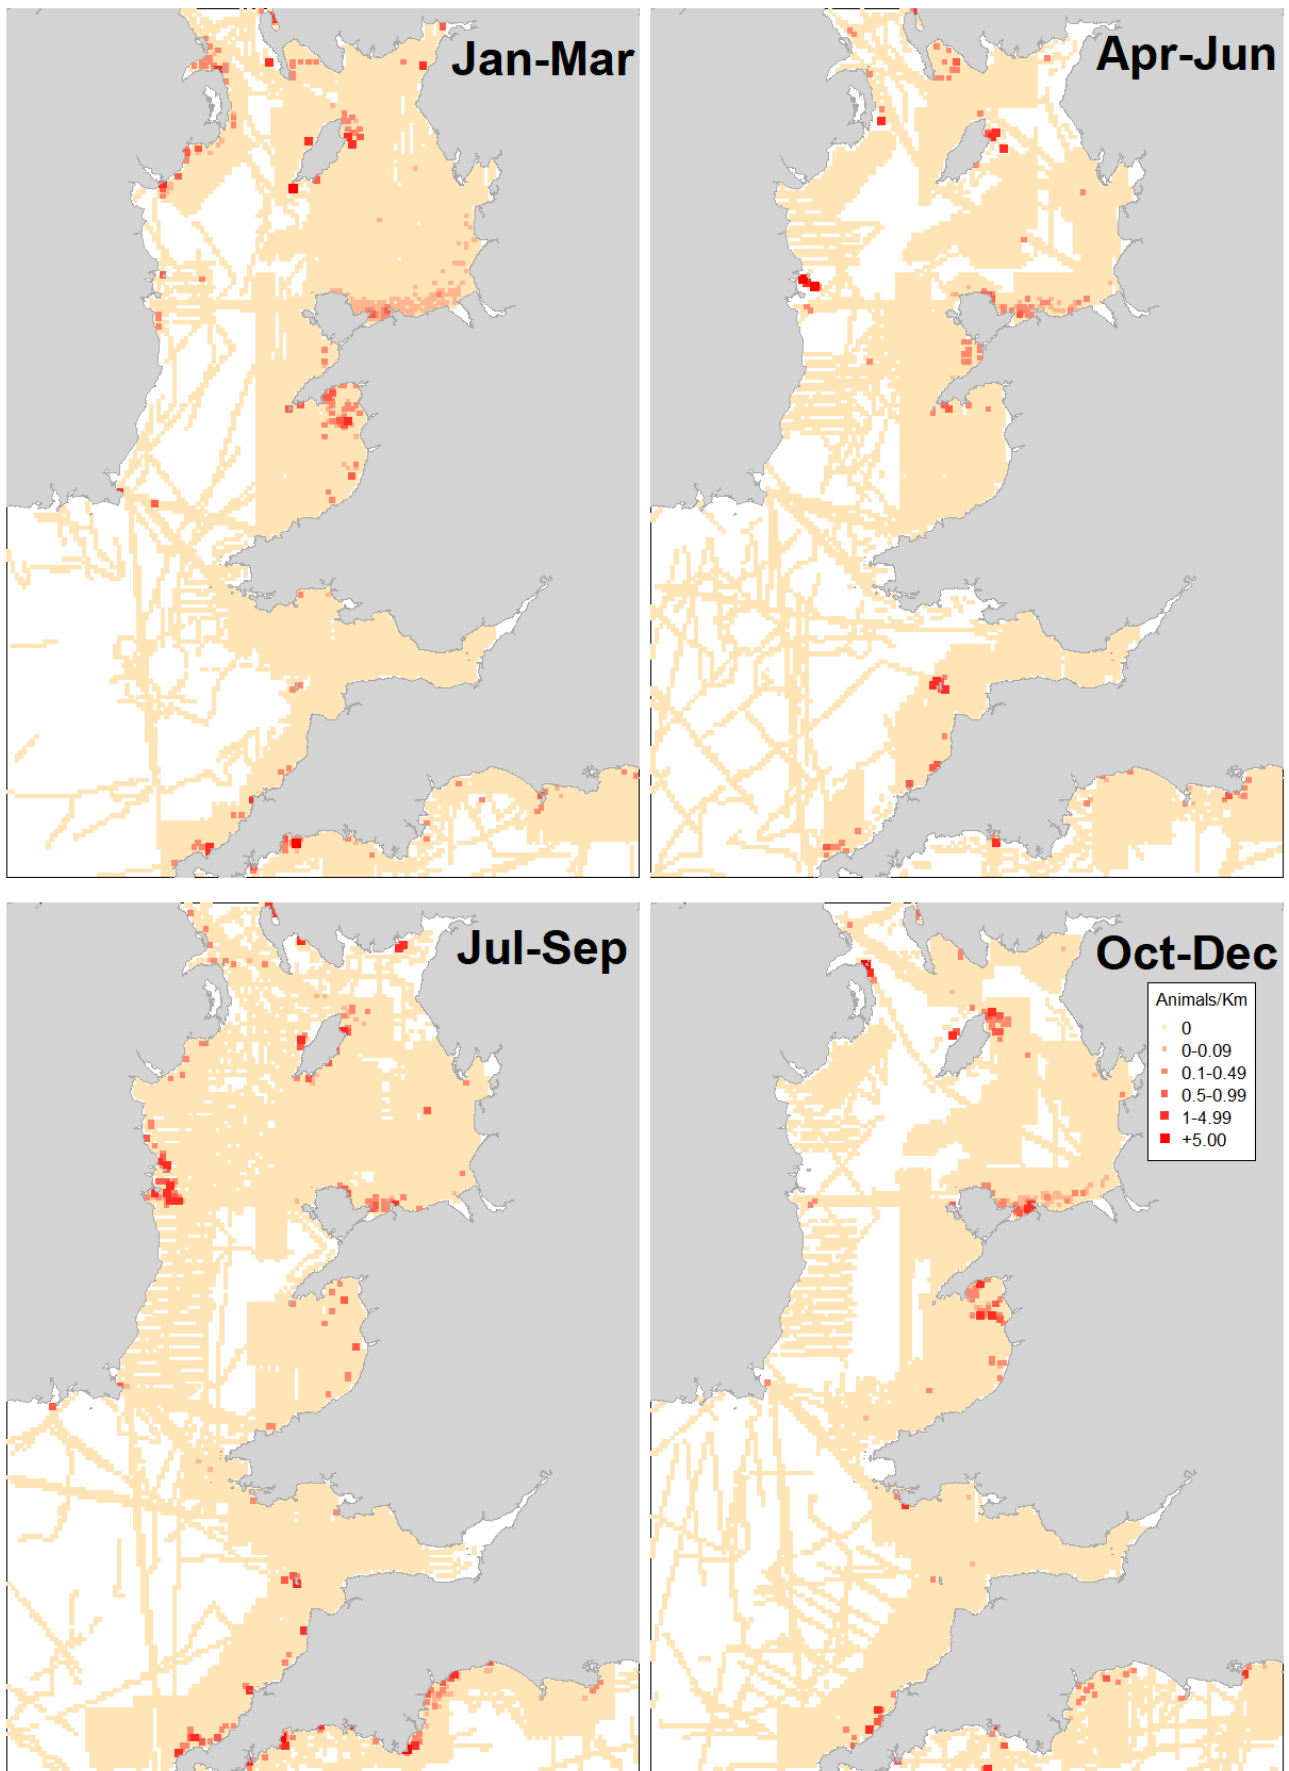 Jan-Mar
Apr-Jun
Jul-Sep
Oct-Dec
Animals/Km
0
0-0.09
0.1-0.49
0.5-0.99
1-4.99
+5.00